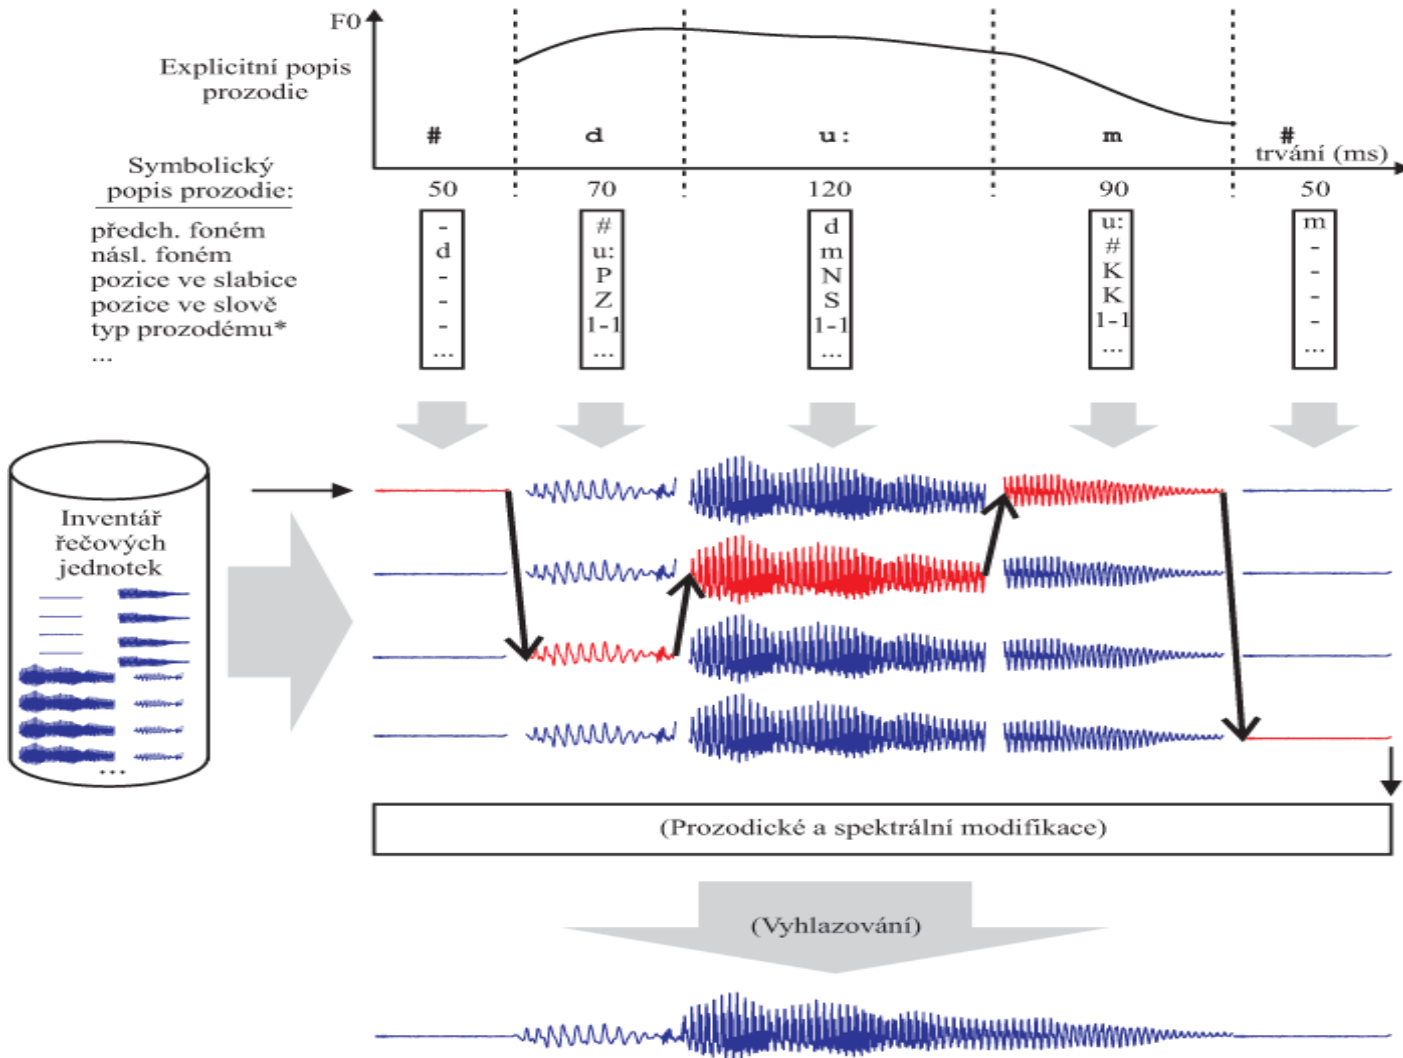 F0
Explicitní popis
prozodie
# d u: m #
trvání (ms)
50 70 120 90 50
Symbolický
popis prozodie:
předch. foném - # d u: m
násl. foném d u: m # -
pozice ve slabice - P N K -
pozice ve slově - Z S K -
typ prozodému* - 1-1 1-1 1-1 -
... ... ... ... ... ...
Inventář
řečových
jednotek
...
(Prozodické a spektrální modifikace)
(Vyhlazování)